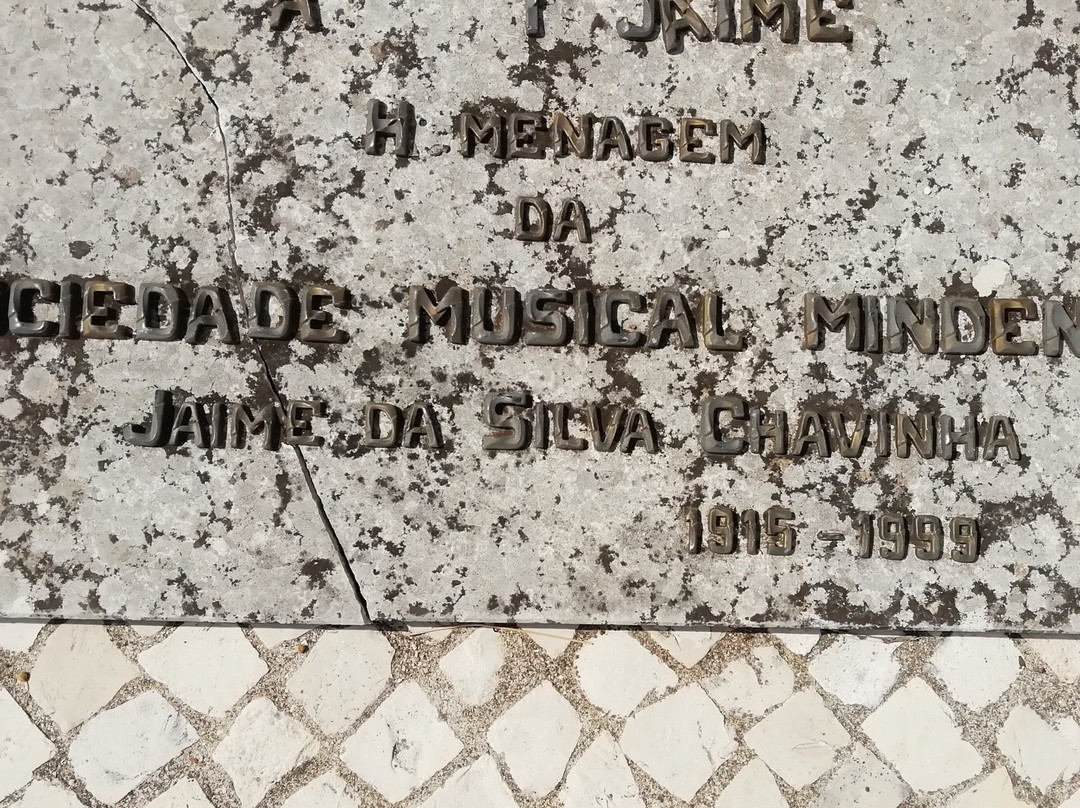 A T JAIME
H MENAGEM
DA
CIEDADE MUSICAL MINDEN
JAIME DA SILVA CHAVINHA
1915 - 1999